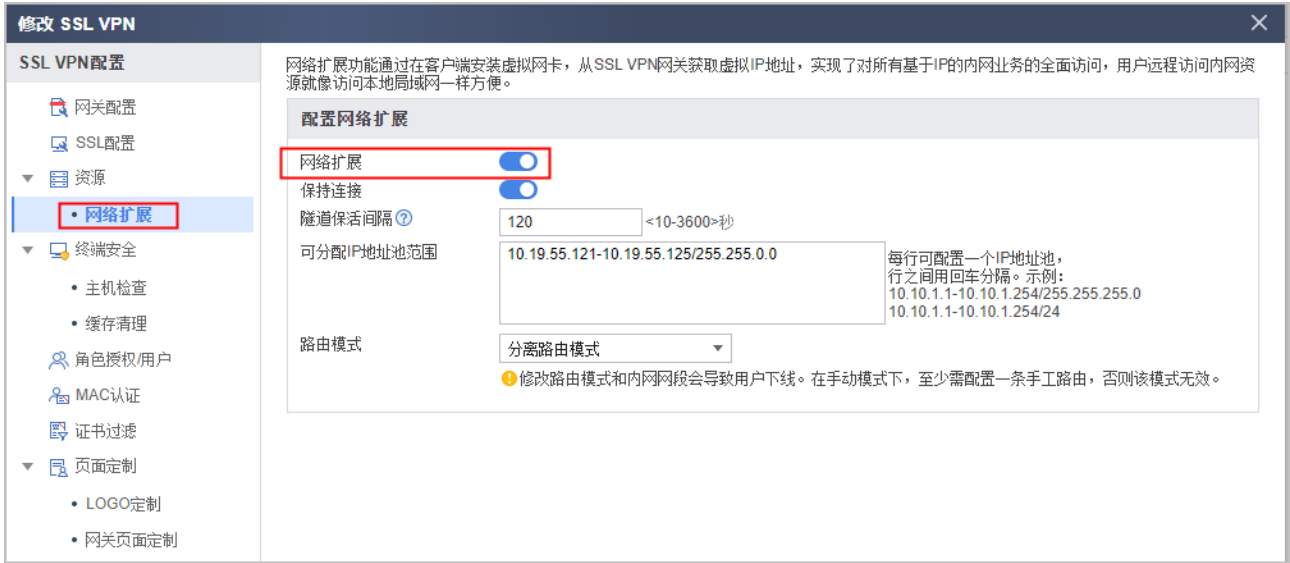 修改 SSL VPN
SSL VPN配置
网关配置
SSL配置
资源
• 网络扩展
终端安全
• 主机检查
• 缓存清理
角色授权/用户
MAC认证
证书过滤
页面定制
• LOGO定制
• 网关页面定制
网络扩展功能通过在客户端安装虚拟网卡，从SSL VPN网关获取虚拟IP地址，实现了对所有基于IP的内网业务的全面访问，用户远程访问内网资
源就像访问本地局域网一样方便。
配置网络扩展
网络扩展
保持连接
隧道保活间隔 ? 120 <10-3600>秒
可分配IP地址池范围
10.19.55.121-10.19.55.125/255.255.0.0
每行可配置一个IP地址池，
行之间用回车分隔。示例：
10.10.1.1-10.10.1.254/255.255.255.0
10.10.1.1-10.10.1.254/24
路由模式 分离路由模式
修改路由模式和内网网段会导致用户下线。在手动模式下，至少需配置一条手工路由，否则该模式无效。